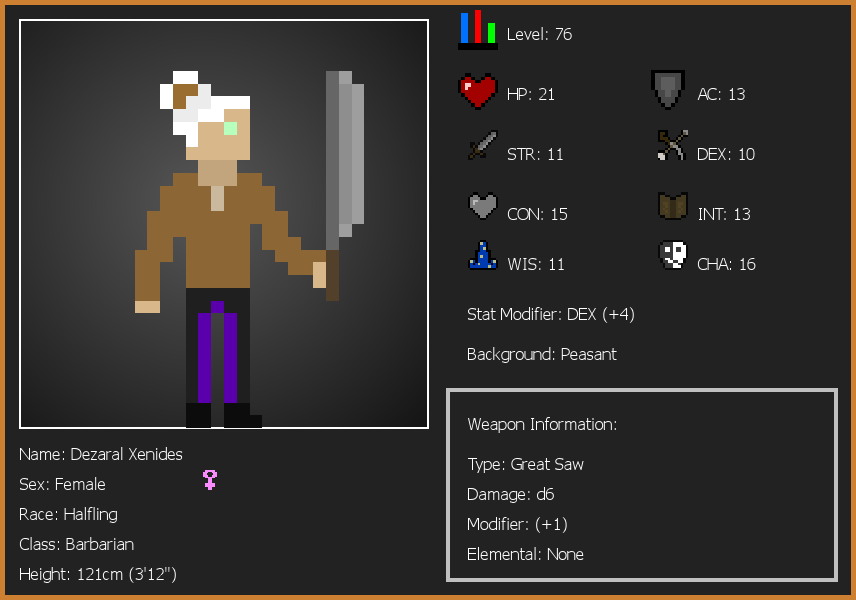 Level: 76
HP: 21
AC: 13
STR: 11
DEX: 10
CON: 15
INT: 13
WIS: 11
CHA: 16
Stat Modifier: DEX (+4)
Background: Peasant
Weapon Information:
Type: Great Saw
Damage: d6
Modifier: (+1)
Elemental: None
Name: Dezaral Xenides
Sex: Female
Race: Halfling
Class: Barbarian
Height: 121cm (3'12")